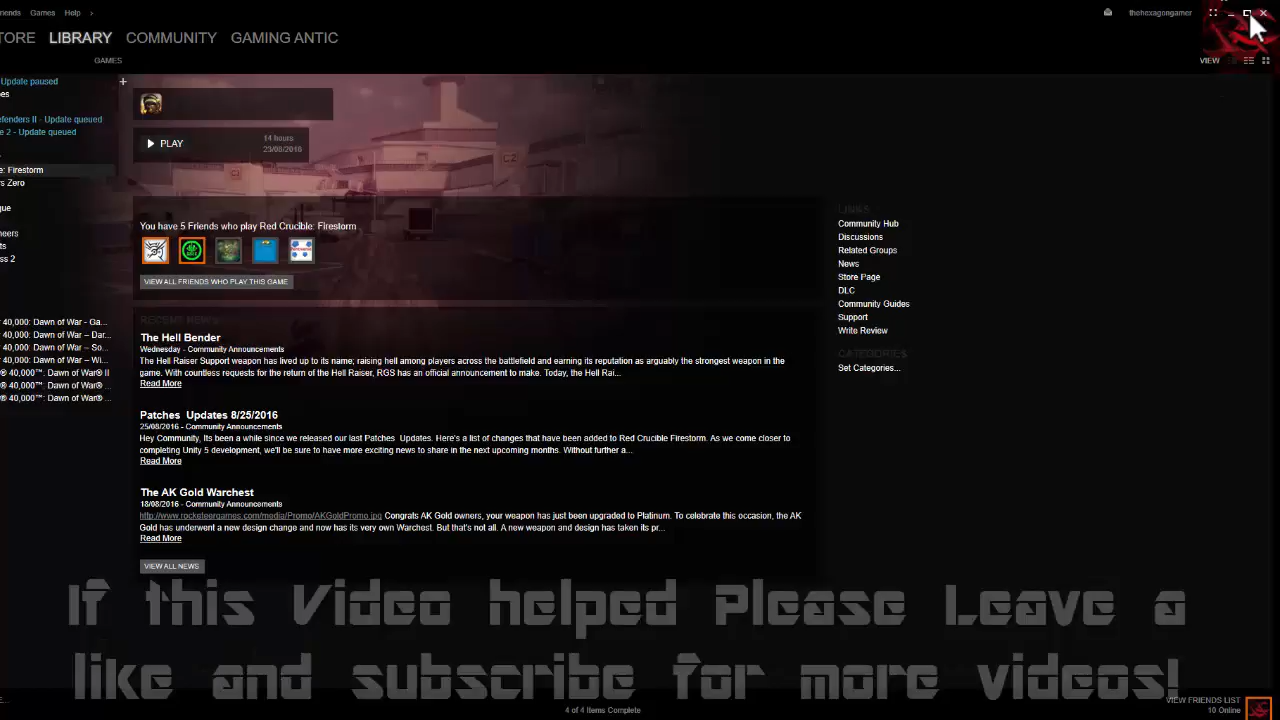 riends Games Help
thehexagongamer
TORE LIBRARY COMMUNITY GAMING ANTIC
GAMES
VIEW
Update paused
es
efenders II - Update queued
e 2 - Update queued
e: Firestorm
rs Zero
gue
neers
ts
ss 2
40,000: Dawn of War - Ga...
40,000: Dawn of War – Dar...
40,000: Dawn of War – So...
40,000: Dawn of War – Wi...
® 40,000™: Dawn of War® II
® 40,000™: Dawn of War® ...
® 40,000™: Dawn of War® ...
PLAY
14 hours
23/08/2016
You have 5 Friends who play Red Crucible: Firestorm
VIEW ALL FRIENDS WHO PLAY THIS GAME
RECENT NEWS
The Hell Bender
Wednesday - Community Announcements
The Hell Raiser Support weapon has lived up to its name; raising hell among players across the battlefield and earning its reputation as arguably the strongest weapon in the
game. With countless requests for the return of the Hell Raiser, RGS has an official announcement to make. Today, the Hell Rai...
Read More
Patches Updates 8/25/2016
25/08/2016 - Community Announcements
Hey Community, Its been a while since we released our last Patches Updates. Here's a list of changes that have been added to Red Crucible Firestorm. As we come closer to
completing Unity 5 development, we'll be sure to have more exciting news to share in the next upcoming months. Without further a...
Read More
The AK Gold Warchest
18/08/2016 - Community Announcements
http://www.rocketeergames.com/media/Promo/AKGoldPromo.jpg Congrats AK Gold owners, your weapon has just been upgraded to Platinum. To celebrate this occasion, the AK
Gold has underwent a new design change and now has its very own Warchest. But that's not all. A new weapon and design has taken its pr...
Read More
VIEW ALL NEWS
LINKS
Community Hub
Discussions
Related Groups
News
Store Page
DLC
Community Guides
Support
Write Review
CATEGORIES
Set Categories...
If this Video helped Please Leave a
like and subscribe for more videos!
4 of 4 Items Complete
VIEW FRIENDS LIST
10 Online